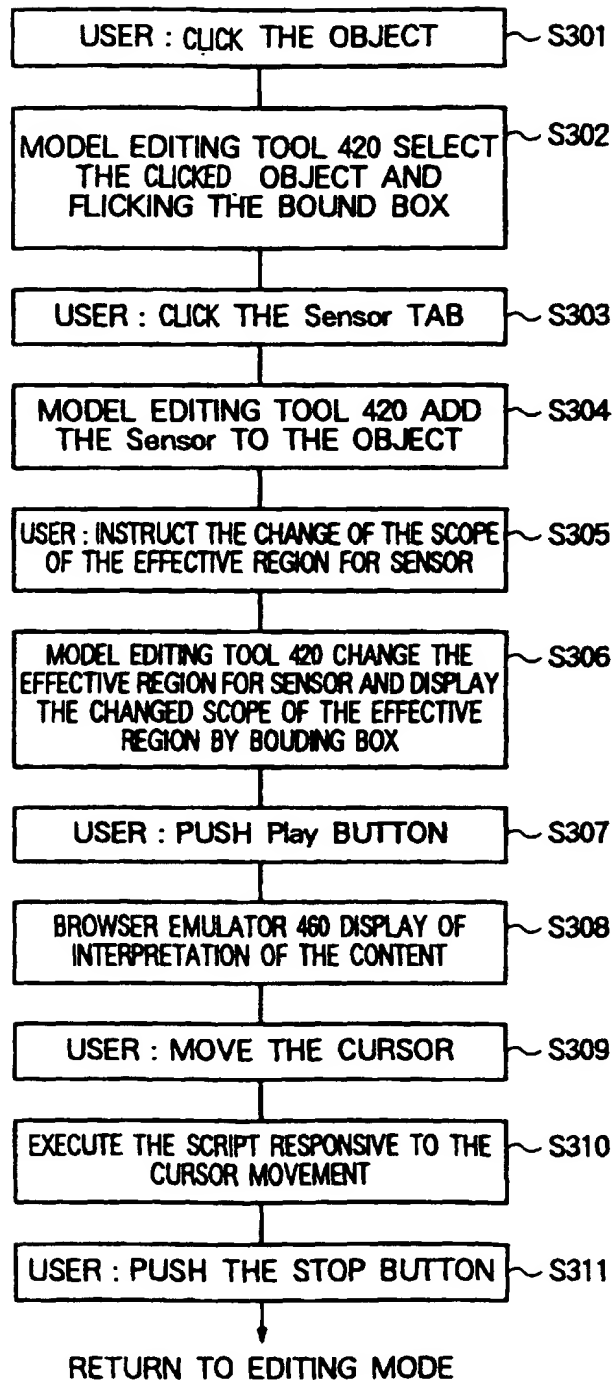 USER : CLICK THE OBJECT
S301
MODEL EDITING TOOL 420 SELECT
THE CLICKED OBJECT AND
FLICKING THE BOUND BOX
S302
USER : CLICK THE Sensor TAB
S303
MODEL EDITING TOOL 420 ADD
THE Sensor TO THE OBJECT
S304
USER : INSTRUCT THE CHANGE OF THE SCOPE
OF THE EFFECTIVE REGION FOR SENSOR
S305
MODEL EDITING TOOL 420 CHANGE THE
EFFECTIVE REGION FOR SENSOR AND DISPLAY
THE CHANGED SCOPE OF THE EFFECTIVE
REGION BY BOUDING BOX
S306
USER : PUSH Play BUTTON
S307
BROWSER EMULATOR 460 DISPLAY OF
INTERPRETATION OF THE CONTENT
S308
USER : MOVE THE CURSOR
S309
EXECUTE THE SCRIPT RESPONSIVE TO THE
CURSOR MOVEMENT
S310
USER : PUSH THE STOP BUTTON
S311
RETURN TO EDITING MODE